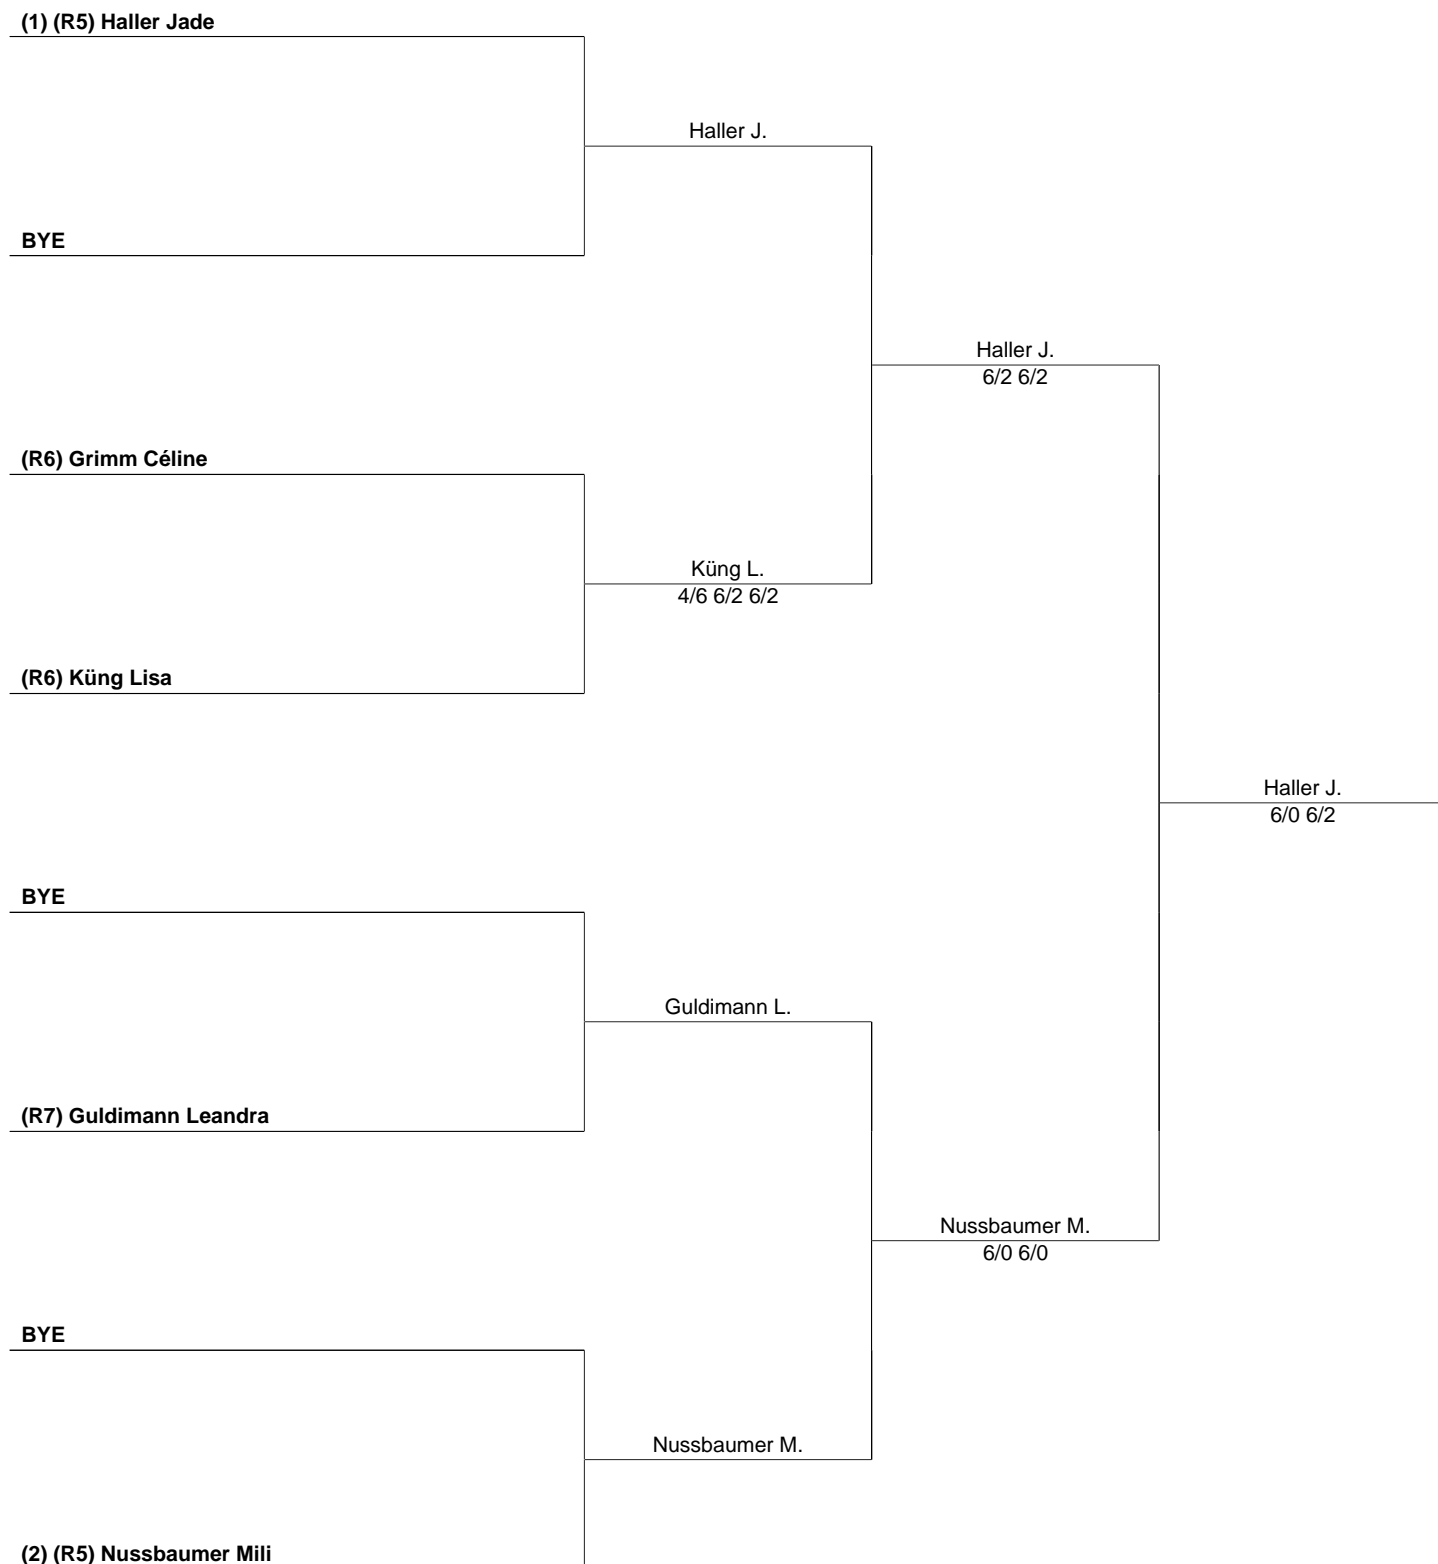 (1) (R5) Haller Jade
Haller J.
BYE
Haller J.
6/2 6/2
(R6) Grimm Céline
Küng L.
4/6 6/2 6/2
(R6) Küng Lisa
Haller J.
6/0 6/2
BYE
Guldimann L.
(R7) Guldimann Leandra
Nussbaumer M.
6/0 6/0
BYE
Nussbaumer M.
(2) (R5) Nussbaumer Mili